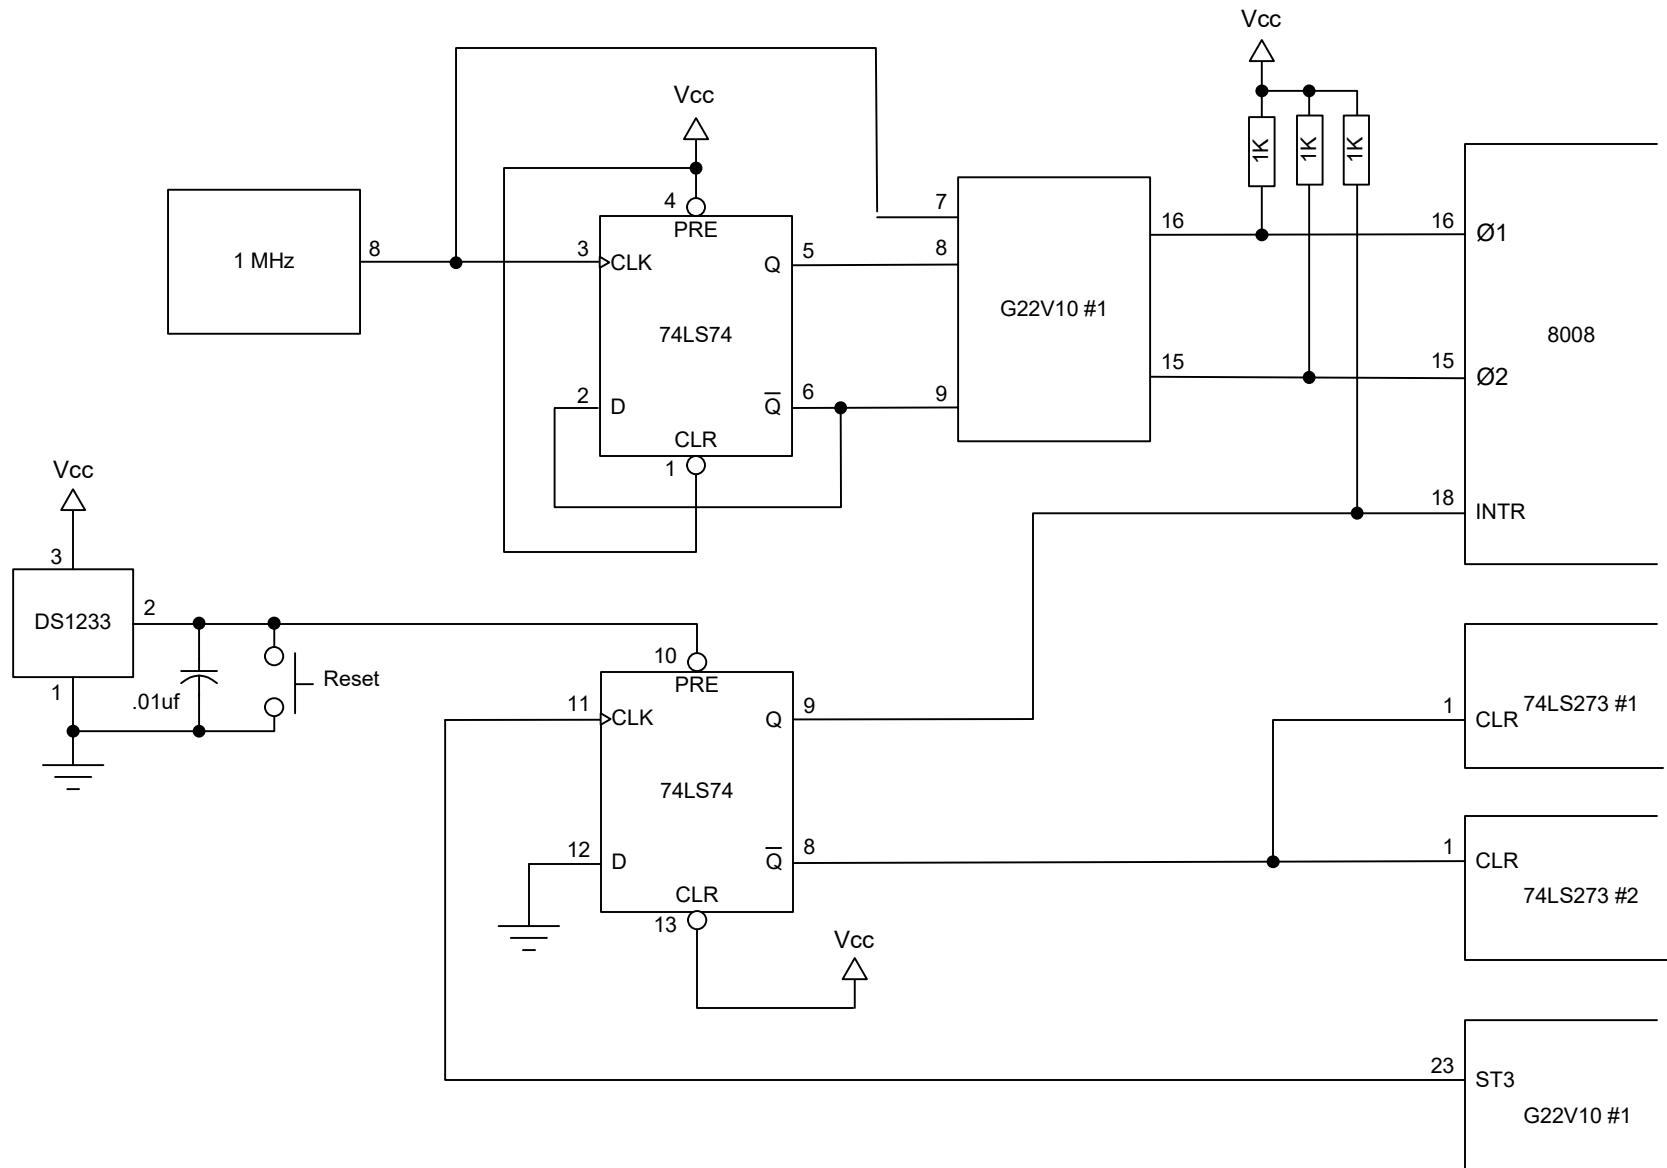 Vcc
1K
1K
1K
Vcc
1 MHz
8
4
PRE
3
CLK
Q
5
74LS74
2
D
Q
6
CLR
1
7
8
9
G22V10 #1
16
15
16
Ø1
8008
15
Ø2
18
INTR
Vcc
3
DS1233
2
1
.01uf
Reset
10
PRE
11
CLK
Q
9
74LS74
12
D
Q
8
CLR
13
Vcc
1
CLR
74LS273 #1
1
CLR
74LS273 #2
23
ST3
G22V10 #1